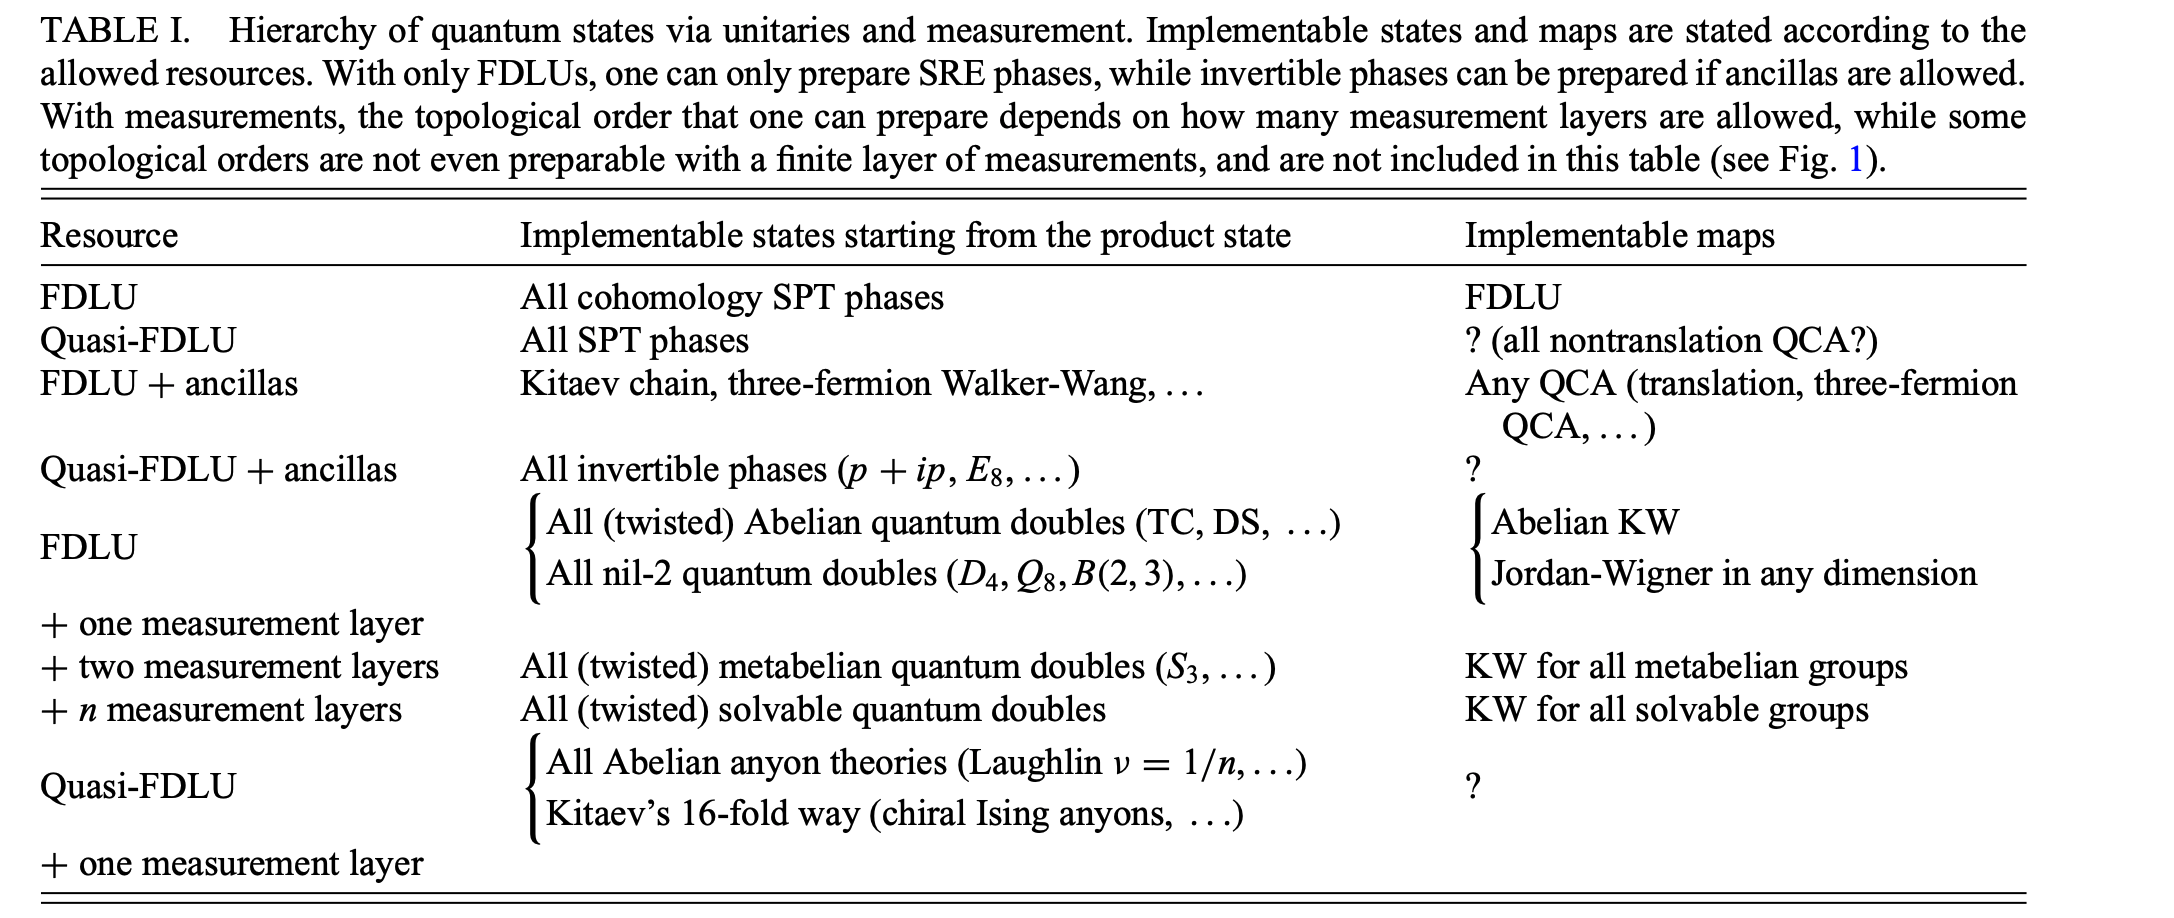 TABLE I. Hierarchy of quantum states via unitaries and measurement. Implementable states and maps are stated according to the
allowed resources. With only FDLUs, one can only prepare SRE phases, while invertible phases can be prepared if ancillas are allowed.
With measurements, the topological order that one can prepare depends on how many measurement layers are allowed, while some
topological orders are not even preparable with a finite layer of measurements, and are not included in this table (see Fig. 1).
Resource Implementable states starting from the product state Implementable maps
FDLU All cohomology SPT phases FDLU
Quasi-FDLU All SPT phases ? (all nontranslation QCA?)
FDLU + ancillas Kitaev chain, three-fermion Walker-Wang, ... Any QCA (translation, three-fermion
QCA, ...)
Quasi-FDLU + ancillas All invertible phases (p + ip, E₈, ...) ?
All (twisted) Abelian quantum doubles (TC, DS, ...) Abelian KW
FDLU
All nil-2 quantum doubles (D₄, Q₈, B(2, 3), ...) Jordan-Wigner in any dimension
+ one measurement layer
+ two measurement layers All (twisted) metabelian quantum doubles (S₃, ...) KW for all metabelian groups
+ n measurement layers All (twisted) solvable quantum doubles KW for all solvable groups
All Abelian anyon theories (Laughlin ν = 1/n, ...)
Quasi-FDLU ?
Kitaev's 16-fold way (chiral Ising anyons, ...)
+ one measurement layer